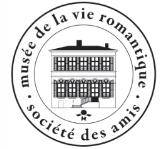 musée de la vie romantique
société des amis